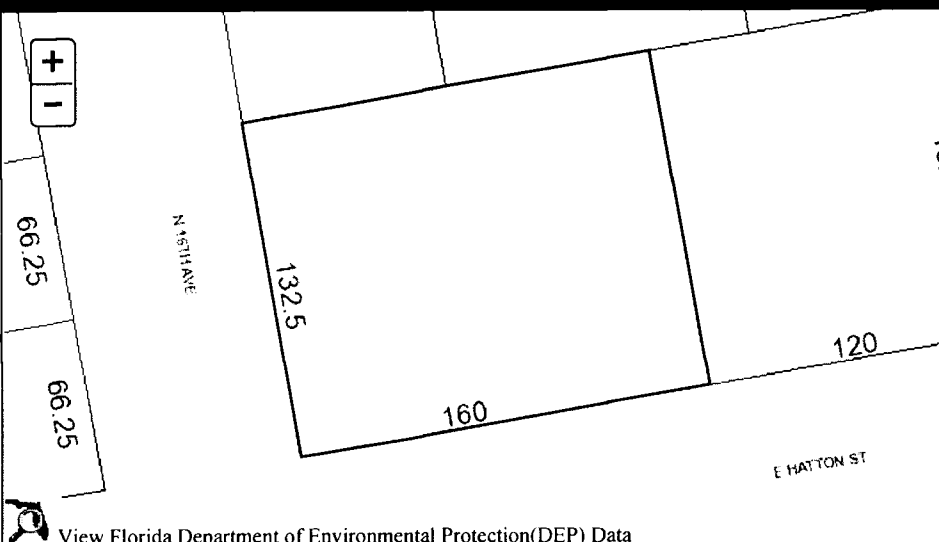 +
−
66.25
N 16TH AVE
132.5
66.25
160
120
E HATTON ST
View Florida Department of Environmental Protection(DEP) Data